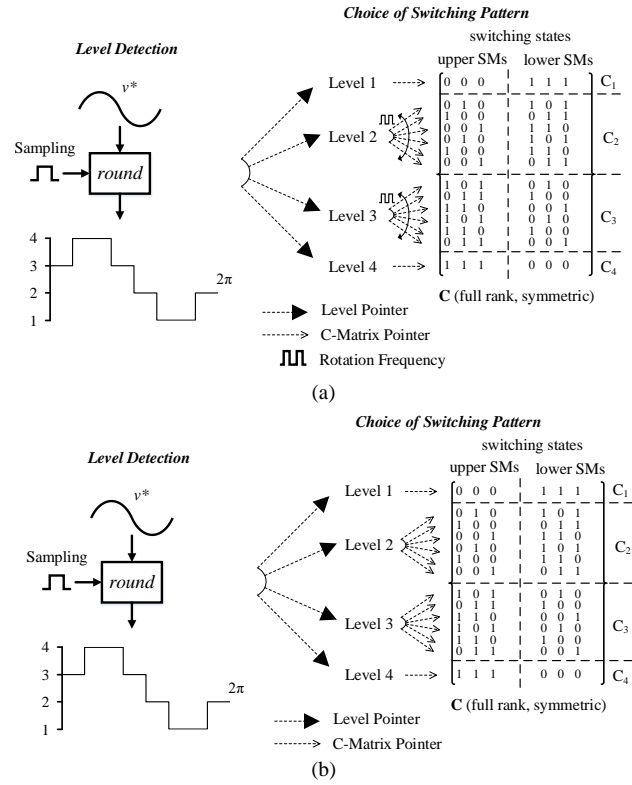 Choice of Switching Pattern
Level Detection
switching states
upper SMs lower SMs
v*
Level 1
0 0 0 1 1 1 C1
Sampling
round
Level 2
0 1 0 1 0 1
1 0 0 0 1 1
0 0 1 1 1 0
0 1 0 1 0 1
1 0 0 1 1 0
0 0 1 0 1 1
C2
Level 3
1 0 1 0 1 0
0 1 1 1 0 0
1 1 0 0 0 1
1 0 1 0 1 0
1 1 0 1 0 0
0 1 1 0 0 1
C3
Level 4
1 1 1 0 0 0 C4
4
3
2
1
2π
C (full rank, symmetric)
Level Pointer
C-Matrix Pointer
Rotation Frequency
(a)
Choice of Switching Pattern
Level Detection
switching states
upper SMs lower SMs
v*
Level 1
0 0 0 1 1 1 C1
Sampling
round
Level 2
0 1 0 1 0 1
1 0 0 0 1 1
0 0 1 1 1 0
0 1 0 1 0 1
1 0 0 1 1 0
0 0 1 0 1 1
C2
Level 3
1 0 1 0 1 0
0 1 1 1 0 0
1 1 0 0 0 1
1 0 1 0 1 0
1 1 0 1 0 0
0 1 1 0 0 1
C3
Level 4
1 1 1 0 0 0 C4
4
3
2
1
2π
C (full rank, symmetric)
Level Pointer
C-Matrix Pointer
(b)